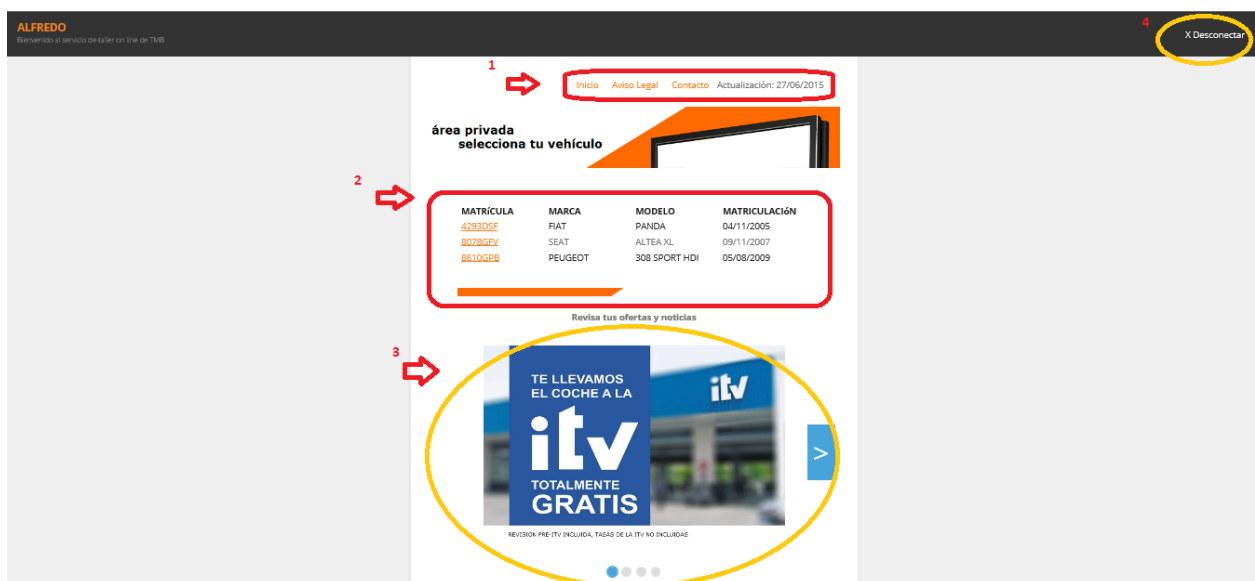 ALFREDO
Bienvenido al servicio de taller on line de TMB
4
X Desconectar
1
Inicio Aviso Legal Contacto Actualización: 27/06/2015
área privada
selecciona tu vehículo
2
MATRÍCULA MARCA MODELO MATRICULACIóN
4293DSF FIAT PANDA 04/11/2005
8078GFV SEAT ALTEA XL 09/11/2007
8610GPB PEUGEOT 308 SPORT HDI 05/08/2009
Revisa tus ofertas y noticias
3
TE LLEVAMOS
EL COCHE A LA
itv
TOTALMENTE
GRATIS
itv
>
REVISION PRE-ITV INCLUIDA, TASAS DE LA ITV NO INCLUIDAS